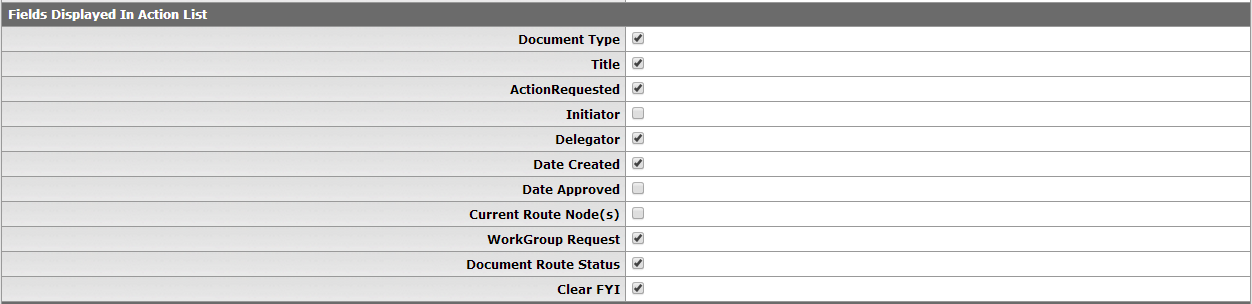 Fields Displayed In Action List
Document Type
Title
ActionRequested
Initiator
Delegator
Date Created
Date Approved
Current Route Node(s)
WorkGroup Request
Document Route Status
Clear FYI